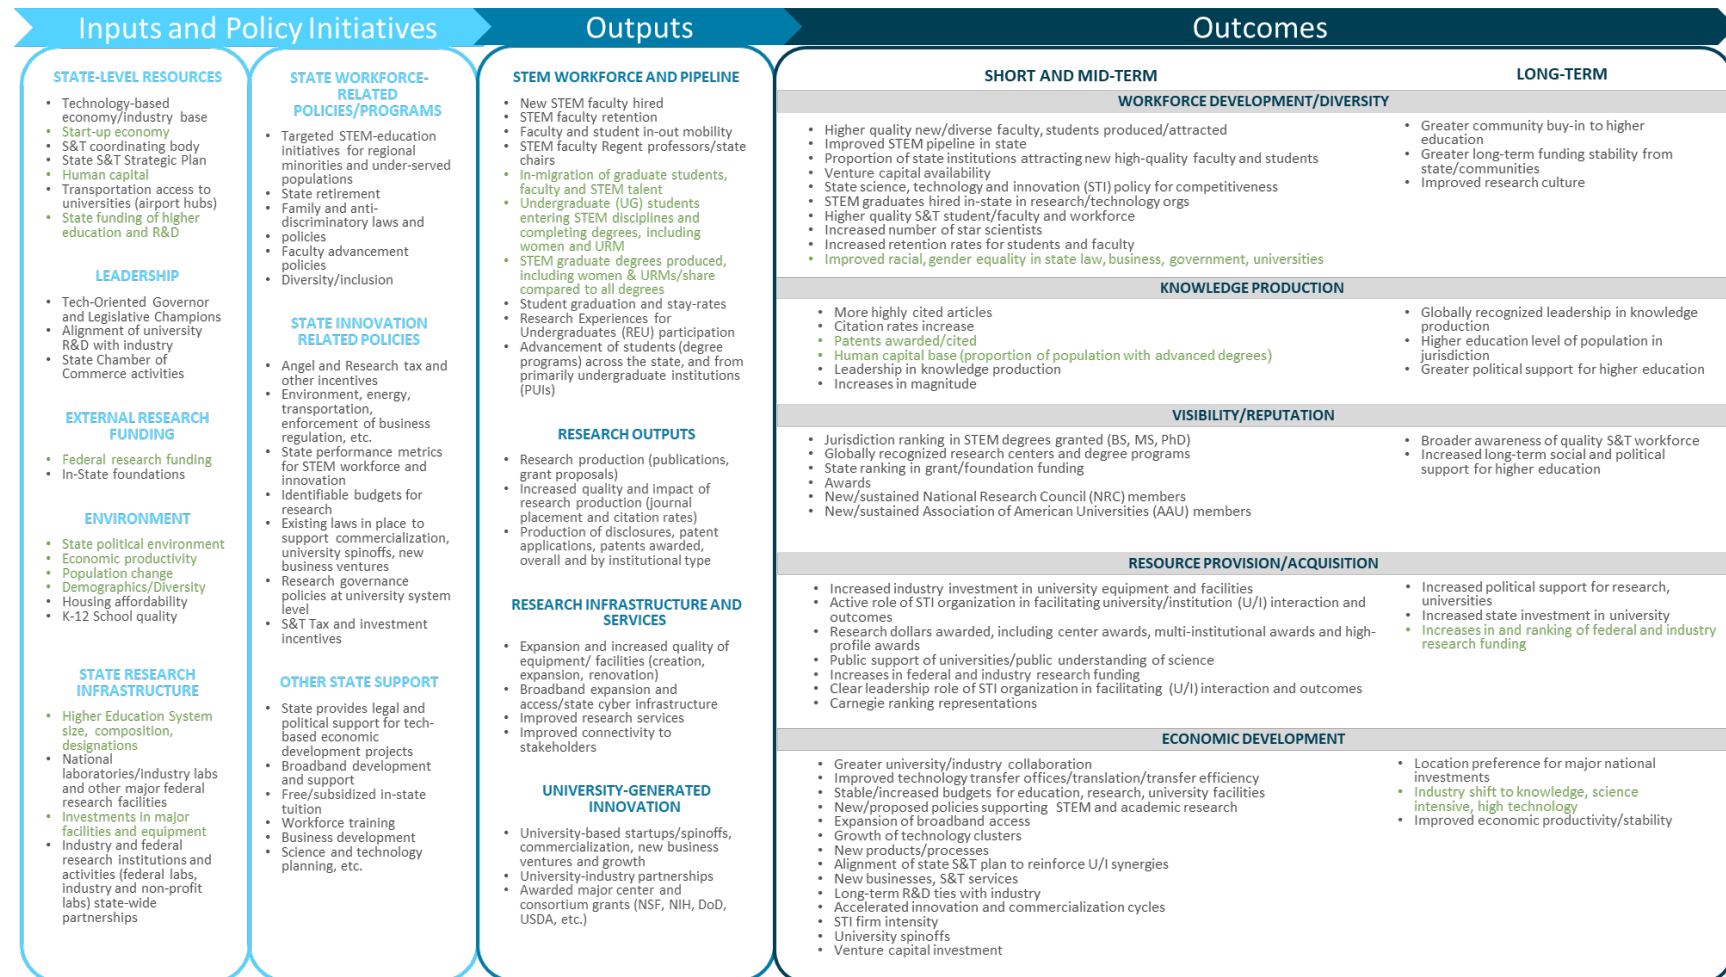 Inputs and Policy Initiatives
Outputs
Outcomes
STATE-LEVEL RESOURCES
• Technology-based
economy/industry base
• Start-up economy
• S&T coordinating body
• State S&T Strategic Plan
• Human capital
• Transportation access to
universities (airport hubs)
• State funding of higher
education and R&D
LEADERSHIP
• Tech-Oriented Governor
and Legislative Champions
• Alignment of university
R&D with industry
• State Chamber of
Commerce activities
EXTERNAL RESEARCH
FUNDING
• Federal research funding
• In-State foundations
ENVIRONMENT
• State political environment
• Economic productivity
• Population change
• Demographics/Diversity
• Housing affordability
• K-12 School quality
STATE RESEARCH
INFRASTRUCTURE
• Higher Education System
size, composition,
designations
• National
laboratories/industry labs
and other major federal
research facilities
• Investments in major
facilities and equipment
• Industry and federal
research institutions and
activities (federal labs,
industry and non-profit
labs) state-wide
partnerships
STATE WORKFORCE-
RELATED
POLICIES/PROGRAMS
• Targeted STEM-education
initiatives for regional
minorities and under-served
populations
• State retirement
• Family and anti-
discriminatory laws and
• policies
• Faculty advancement
policies
• Diversity/inclusion
STATE INNOVATION
RELATED POLICIES
• Angel and Research tax and
other incentives
• Environment, energy,
transportation,
enforcement of business
regulation, etc.
• State performance metrics
for STEM workforce and
innovation
• Identifiable budgets for
research
• Existing laws in place to
support commercialization,
university spinoffs, new
business ventures
• Research governance
policies at university system
level
• S&T Tax and investment
incentives
OTHER STATE SUPPORT
• State provides legal and
political support for tech-
based economic
development projects
• Broadband development
and support
• Free/subsidized in-state
tuition
• Workforce training
• Business development
• Science and technology
planning, etc.
STEM WORKFORCE AND PIPELINE
• New STEM faculty hired
• STEM faculty retention
• Faculty and student in-out mobility
• STEM faculty Regent professors/state
chairs
• In-migration of graduate students,
faculty and STEM talent
• Undergraduate (UG) students
entering STEM disciplines and
completing degrees, including
women and URM
• STEM graduate degrees produced,
including women & URMs/share
compared to all degrees
• Student graduation and stay-rates
• Research Experiences for
Undergraduates (REU) participation
• Advancement of students (degree
programs) across the state, and from
primarily undergraduate institutions
(PUIs)
RESEARCH OUTPUTS
• Research production (publications,
grant proposals)
• Increased quality and impact of
research production (journal
placement and citation rates)
• Production of disclosures, patent
applications, patents awarded,
overall and by institutional type
RESEARCH INFRASTRUCTURE AND
SERVICES
• Expansion and increased quality of
equipment/ facilities (creation,
expansion, renovation)
• Broadband expansion and
access/state cyber infrastructure
• Improved research services
• Improved connectivity to
stakeholders
UNIVERSITY-GENERATED
INNOVATION
• University-based startups/spinoffs,
commercialization, new business
ventures and growth
• University-industry partnerships
• Awarded major center and
consortium grants (NSF, NIH, DoD,
USDA, etc.)
SHORT AND MID-TERM
LONG-TERM
WORKFORCE DEVELOPMENT/DIVERSITY
• Higher quality new/diverse faculty, students produced/attracted
• Improved STEM pipeline in state
• Proportion of state institutions attracting new high-quality faculty and students
• Venture capital availability
• State science, technology and innovation (STI) policy for competitiveness
• STEM graduates hired in-state in research/technology orgs
• Higher quality S&T student/faculty and workforce
• Increased number of star scientists
• Increased retention rates for students and faculty
• Improved racial, gender equality in state law, business, government, universities
• Greater community buy-in to higher
education
• Greater long-term funding stability from
state/communities
• Improved research culture
KNOWLEDGE PRODUCTION
• More highly cited articles
• Citation rates increase
• Patents awarded/cited
• Human capital base (proportion of population with advanced degrees)
• Leadership in knowledge production
• Increases in magnitude
• Globally recognized leadership in knowledge
production
• Higher education level of population in
jurisdiction
• Greater political support for higher education
VISIBILITY/REPUTATION
• Jurisdiction ranking in STEM degrees granted (BS, MS, PhD)
• Globally recognized research centers and degree programs
• State ranking in grant/foundation funding
• Awards
• New/sustained National Research Council (NRC) members
• New/sustained Association of American Universities (AAU) members
• Broader awareness of quality S&T workforce
• Increased long-term social and political
support for higher education
RESOURCE PROVISION/ACQUISITION
• Increased industry investment in university equipment and facilities
• Active role of STI organization in facilitating university/institution (U/I) interaction and
outcomes
• Research dollars awarded, including center awards, multi-institutional awards and high-
profile awards
• Public support of universities/public understanding of science
• Increases in federal and industry research funding
• Clear leadership role of STI organization in facilitating (U/I) interaction and outcomes
• Carnegie ranking representations
• Increased political support for research,
universities
• Increased state investment in university
• Increases in and ranking of federal and industry
research funding
ECONOMIC DEVELOPMENT
• Greater university/industry collaboration
• Improved technology transfer offices/translation/transfer efficiency
• Stable/increased budgets for education, research, university facilities
• New/proposed policies supporting STEM and academic research
• Expansion of broadband access
• Growth of technology clusters
• New products/processes
• Alignment of state S&T plan to reinforce U/I synergies
• New businesses, S&T services
• Long-term R&D ties with industry
• Accelerated innovation and commercialization cycles
• STI firm intensity
• University spinoffs
• Venture capital investment
• Location preference for major national
investments
• Industry shift to knowledge, science
intensive, high technology
• Improved economic productivity/stability